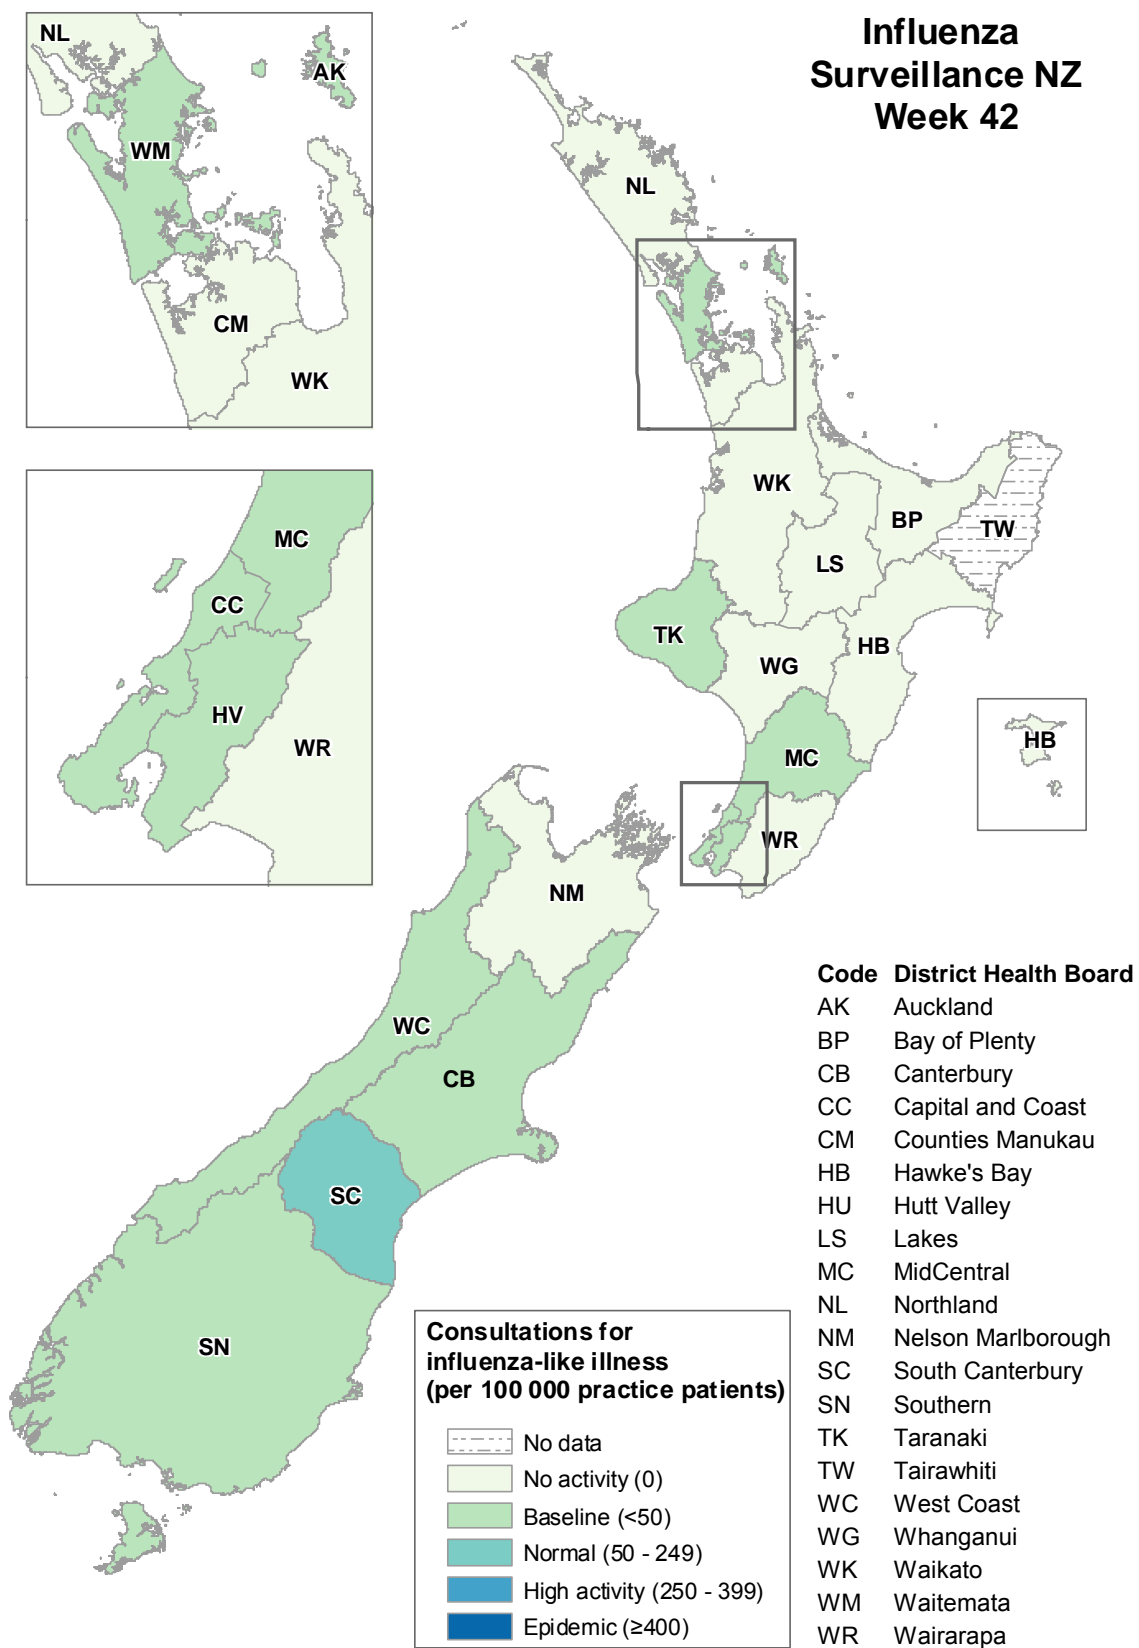 Influenza
Surveillance NZ
Week 42
NL
AK
WM
CM
WK
MC
CC
HV
WR
NL
WK
BP
TW
LS
TK
WG
HB
MC
WR
HB
NM
WC
CB
SC
SN
Code District Health Board
AK Auckland
BP Bay of Plenty
CB Canterbury
CC Capital and Coast
CM Counties Manukau
HB Hawke's Bay
HU Hutt Valley
LS Lakes
MC MidCentral
NL Northland
NM Nelson Marlborough
SC South Canterbury
SN Southern
TK Taranaki
TW Tairawhiti
WC West Coast
WG Whanganui
WK Waikato
WM Waitemata
WR Wairarapa
Consultations for
influenza-like illness
(per 100 000 practice patients)
No data
No activity (0)
Baseline (<50)
Normal (50 - 249)
High activity (250 - 399)
Epidemic (≥400)